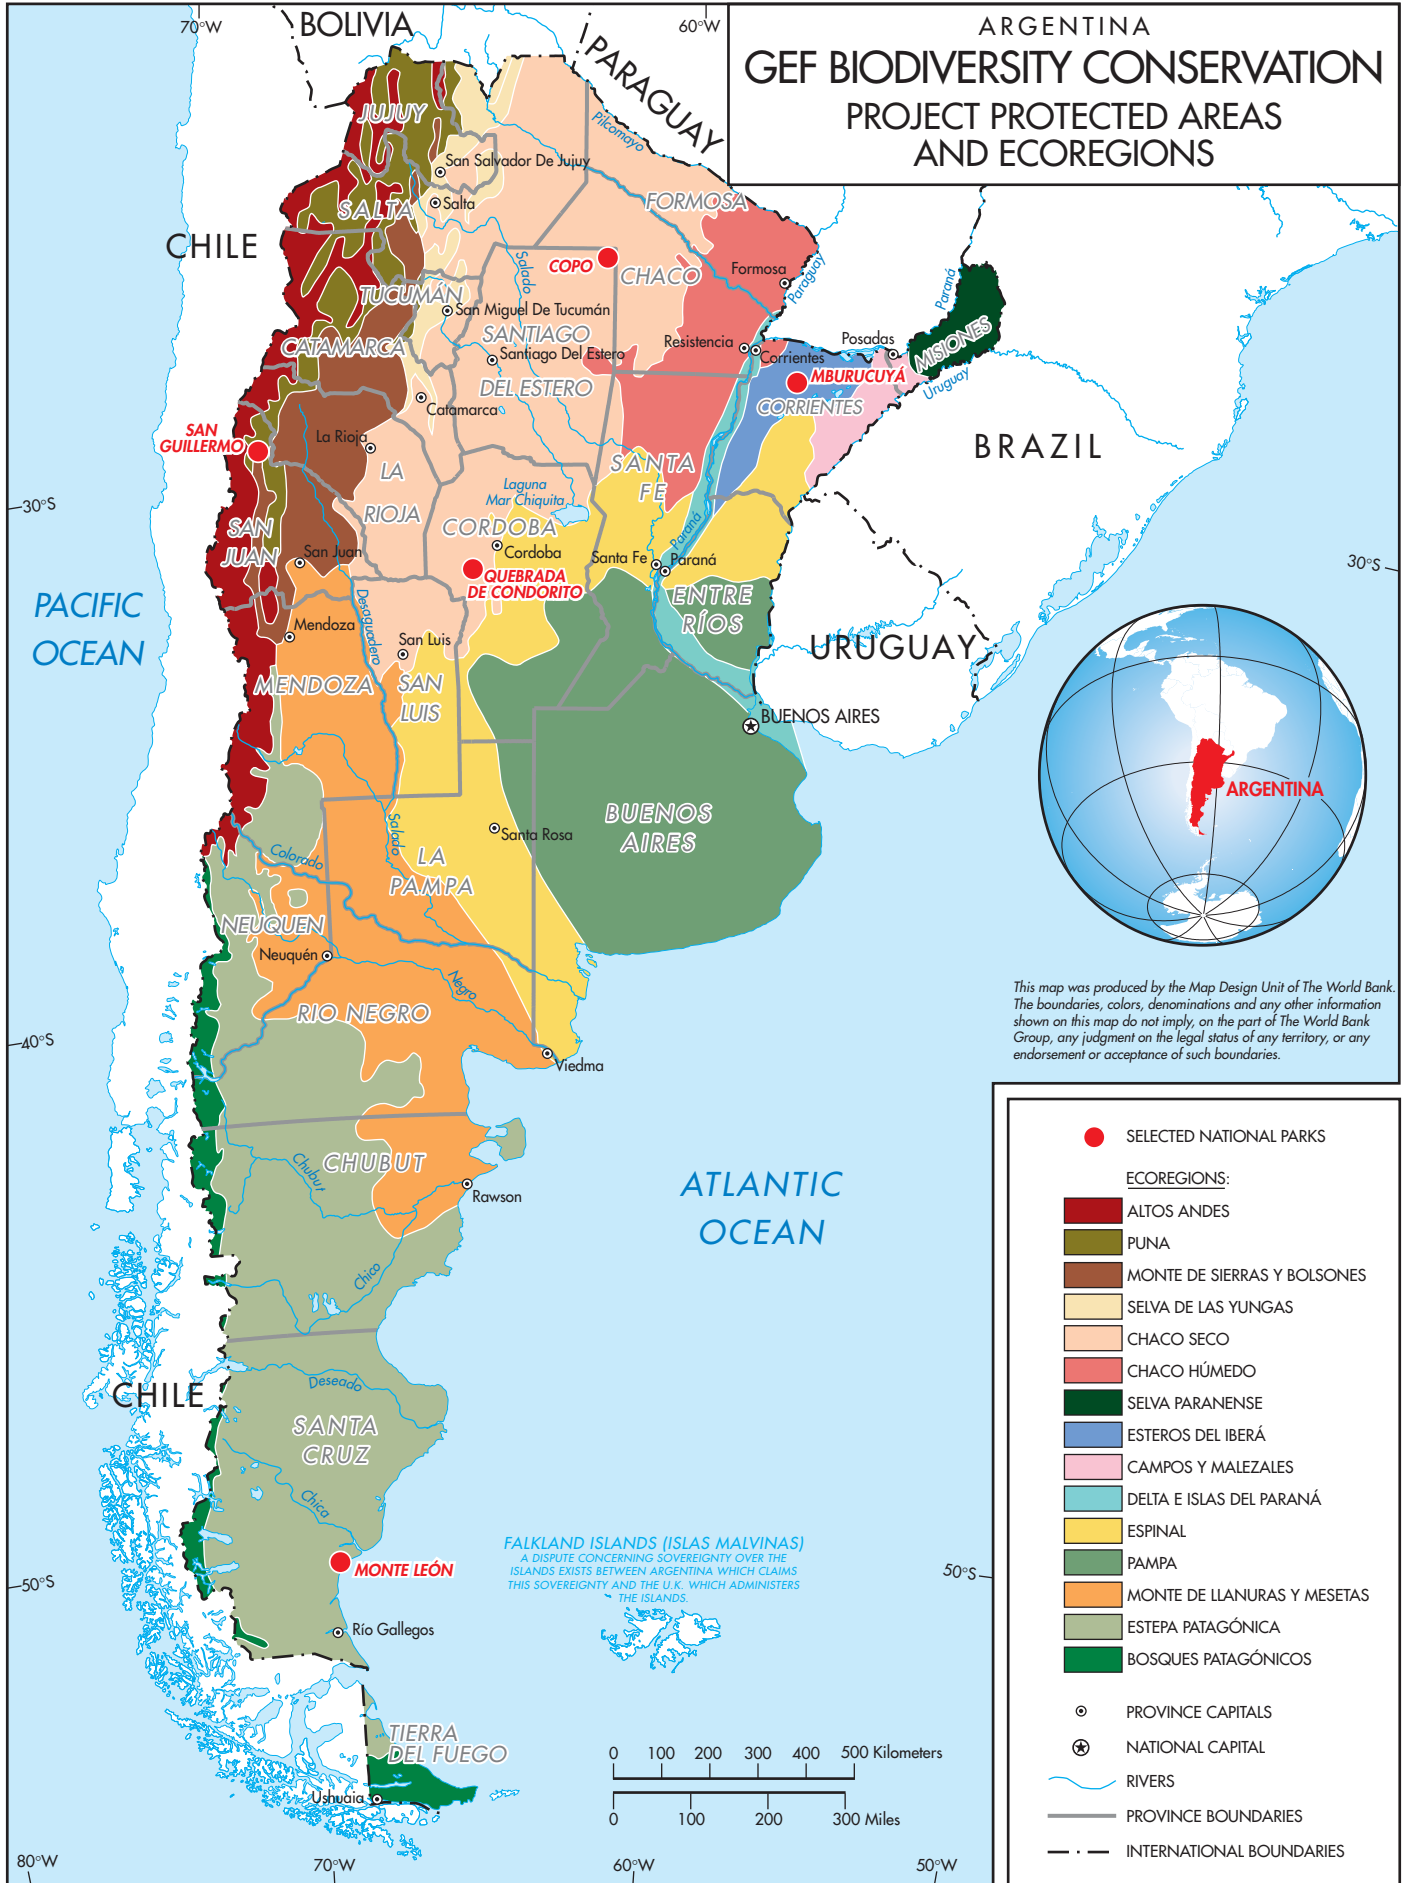 ARGENTINA
GEF BIODIVERSITY CONSERVATION
PROJECT PROTECTED AREAS
AND ECOREGIONS
70°W
60°W
BOLIVIA
PARAGUAY
Pilcomayo
JUJUY
San Salvador De Jujuy
SALTA
Salta
FORMOSA
CHILE
COPO
Salado
CHACO
Formosa
Paraguay
Paraná
TUCUMÁN
San Miguel De Tucumán
SANTIAGO
DEL ESTERO
Santiago Del Estero
CATAMARCA
Catamarca
Resistencia
Corrientes
Posadas
MISIONES
Uruguay
MBURUCUYÁ
CORRIENTES
BRAZIL
SAN
GUILLERMO
La Rioja
LA
RIOJA
SANTA
FE
Laguna
Mar Chiquita
CORDOBA
Cordoba
30°S
30°S
SAN
JUAN
San Juan
Paraná
Santa Fe
Paraná
QUEBRADA
DE CONDORITO
ENTRE
RÍOS
PACIFIC
OCEAN
Desaguadero
Mendoza
San Luis
URUGUAY
MENDOZA
SAN
LUIS
BUENOS AIRES
ARGENTINA
BUENOS
AIRES
Salado
Santa Rosa
Colorado
LA
PAMPA
NEUQUEN
Neuquén
Negro
RIO NEGRO
This map was produced by the Map Design Unit of The World Bank.
The boundaries, colors, denominations and any other information
shown on this map do not imply, on the part of The World Bank
Group, any judgment on the legal status of any territory, or any
endorsement or acceptance of such boundaries.
40°S
Viedma
CHUBUT
Chubut
Rawson
ATLANTIC
OCEAN
Chico
CHILE
Deseado
SANTA
CRUZ
Chica
FALKLAND ISLANDS (ISLAS MALVINAS)
A DISPUTE CONCERNING SOVEREIGNTY OVER THE
ISLANDS EXISTS BETWEEN ARGENTINA WHICH CLAIMS
THIS SOVEREIGNTY AND THE U.K. WHICH ADMINISTERS
THE ISLANDS.
MONTE LEÓN
50°S
50°S
Río Gallegos
TIERRA
DEL FUEGO
Ushuaia
0 100 200 300 400 500 Kilometers
0 100 200 300 Miles
80°W
70°W
60°W
50°W
SELECTED NATIONAL PARKS
ECOREGIONS:
ALTOS ANDES
PUNA
MONTE DE SIERRAS Y BOLSONES
SELVA DE LAS YUNGAS
CHACO SECO
CHACO HÚMEDO
SELVA PARANENSE
ESTEROS DEL IBERÁ
CAMPOS Y MALEZALES
DELTA E ISLAS DEL PARANÁ
ESPINAL
PAMPA
MONTE DE LLANURAS Y MESETAS
ESTEPA PATAGÓNICA
BOSQUES PATAGÓNICOS
PROVINCE CAPITALS
NATIONAL CAPITAL
RIVERS
PROVINCE BOUNDARIES
INTERNATIONAL BOUNDARIES